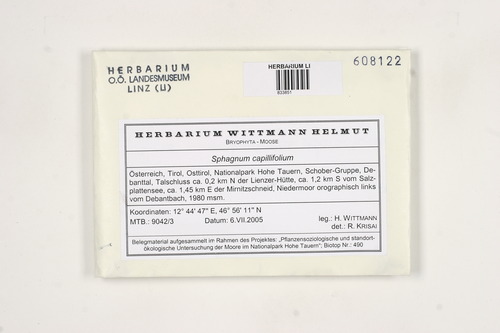 HERBARIUM
O.Ö. LANDESMUSEUM
LINZ (LI)
HERBARIUM LI
608122
HERBARIUM WITTMANN HELMUT
BRYOPHYTA - MOOSE
Sphagnum capillifolium
Österreich, Tirol, Osttirol, Nationalpark Hohe Tauern, Schober-Gruppe, De-
banttal, Talschluss ca. 0,2 km N der Lienzer-Hütte, ca. 1,2 km S vom Salz-
plattensee, ca. 1,45 km E der Mirnitzschneid, Niedermoor orographisch links
vom Debantbach, 1980 msm.
Koordinaten: 12° 44' 47" E, 46° 56' 11" N
MTB.: 9042/3 Datum: 6.VII.2005
leg.: H. WITTMANN
det.: R. KRISAI
Belegmaterial aufgesammelt im Rahmen des Projektes: „Pflanzensoziologische und standort-
ökologische Untersuchung der Moore im Nationalpark Hohe Tauern"; Biotop Nr.: 490